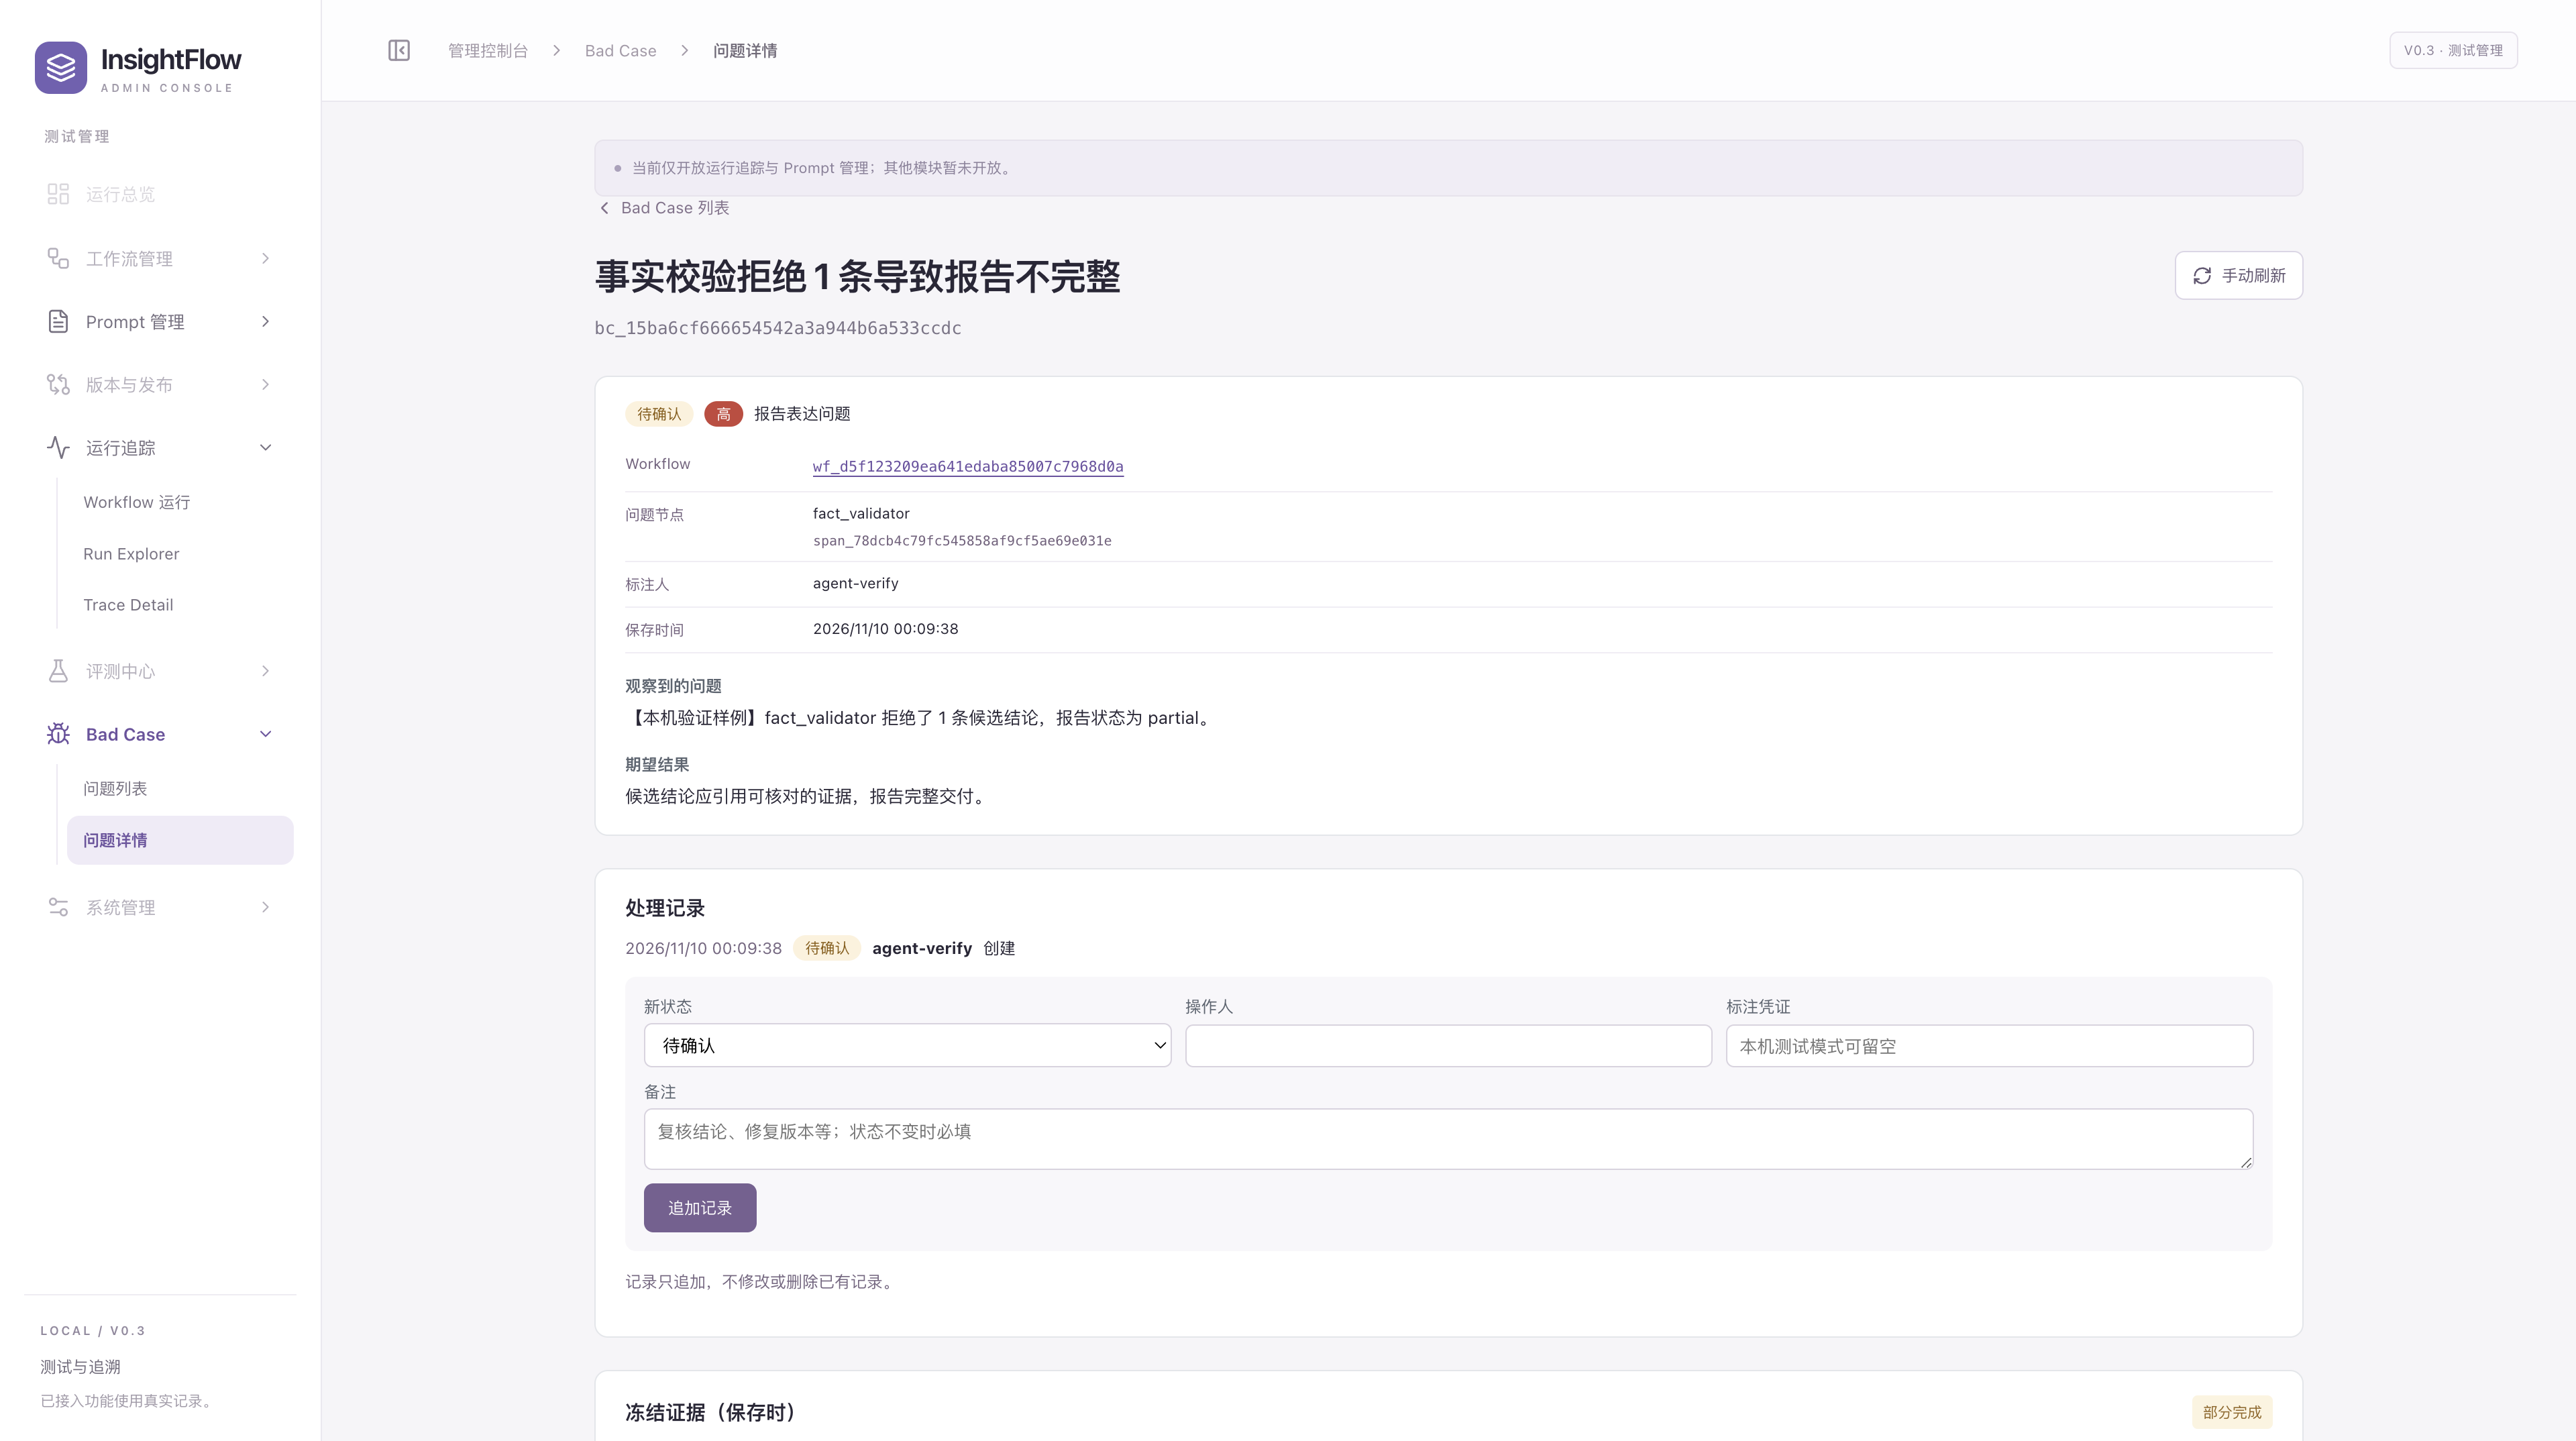 InsightFlow
ADMIN CONSOLE
测试管理
运行总览
工作流管理
Prompt 管理
版本与发布
运行追踪
Workflow 运行
Run Explorer
Trace Detail
评测中心
Bad Case
问题列表
问题详情
系统管理
LOCAL / V0.3
测试与追溯
已接入功能使用真实记录。
管理控制台
Bad Case
问题详情
V0.3 · 测试管理
当前仅开放运行追踪与 Prompt 管理；其他模块暂未开放。
Bad Case 列表
事实校验拒绝 1 条导致报告不完整
手动刷新
bc_15ba6cf666654542a3a944b6a533ccdc
待确认 高 报告表达问题
Workflow wf_d5f123209ea641edaba85007c7968d0a
问题节点 fact_validator
span_78dcb4c79fc545858af9cf5ae69e031e
标注人 agent-verify
保存时间 2026/11/10 00:09:38
观察到的问题
【本机验证样例】fact_validator 拒绝了 1 条候选结论，报告状态为 partial。
期望结果
候选结论应引用可核对的证据，报告完整交付。
处理记录
2026/11/10 00:09:38 待确认 agent-verify 创建
新状态 操作人 标注凭证
待确认 本机测试模式可留空
备注
复核结论、修复版本等；状态不变时必填
追加记录
记录只追加，不修改或删除已有记录。
冻结证据（保存时） 部分完成